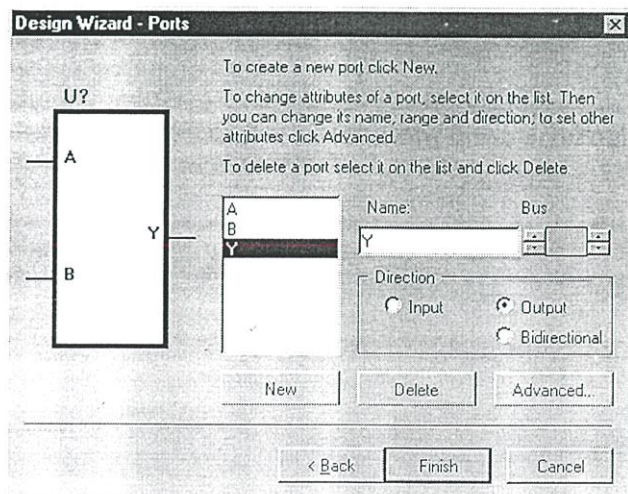 Design Wizard - Ports
To create a new port click New.
To change attributes of a port, select it on the list. Then
you can change its name, range and direction; to set other
attributes click Advanced.
To delete a port select it on the list and click Delete
U?
A
Y
B
A
B
Y
Name:
Bus
Y
Direction
Input
Output
Bidirectional
New
Delete
Advanced...
< Back
Finish
Cancel